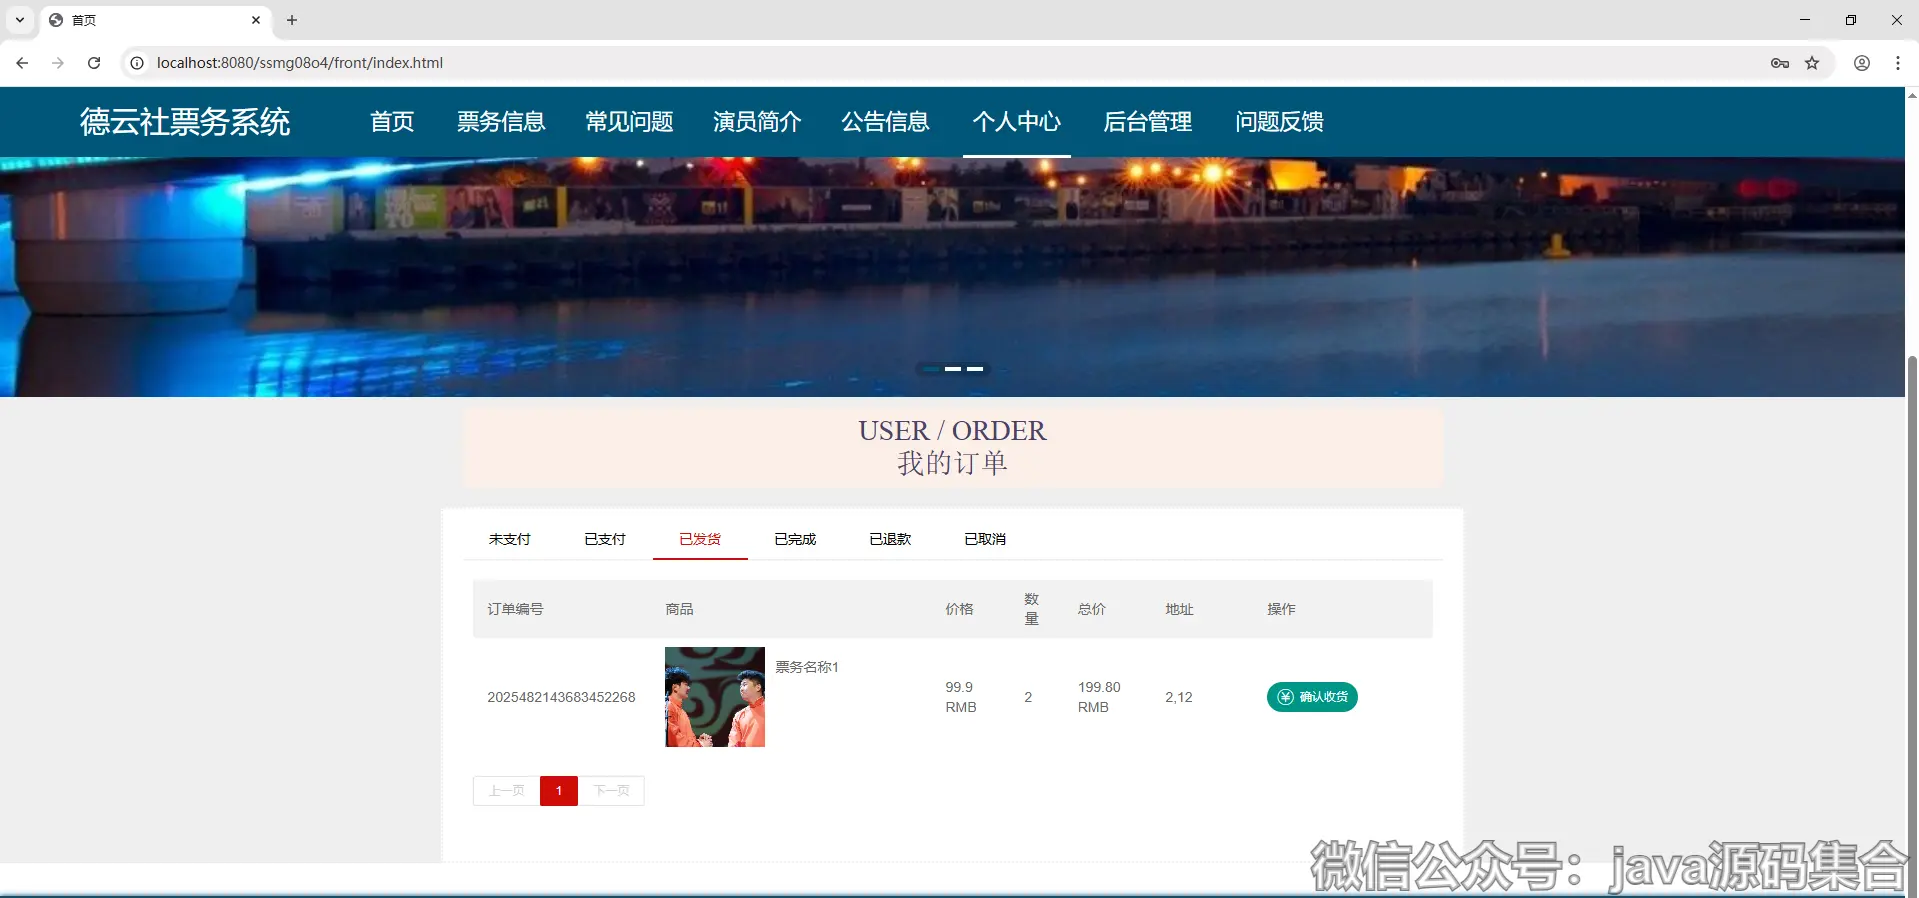 首页
localhost:8080/ssmg08o4/front/index.html
德云社票务系统
首页
票务信息
常见问题
演员简介
公告信息
个人中心
后台管理
问题反馈
USER / ORDER
我的订单
未支付
已支付
已发货
已完成
已退款
已取消
订单编号
商品
价格
数
量
总价
地址
操作
2025482143683452268
票务名称1
99.9
RMB
2
199.80
RMB
2,12
确认收货
上一页
1
下一页
微信公众号：java源码集合